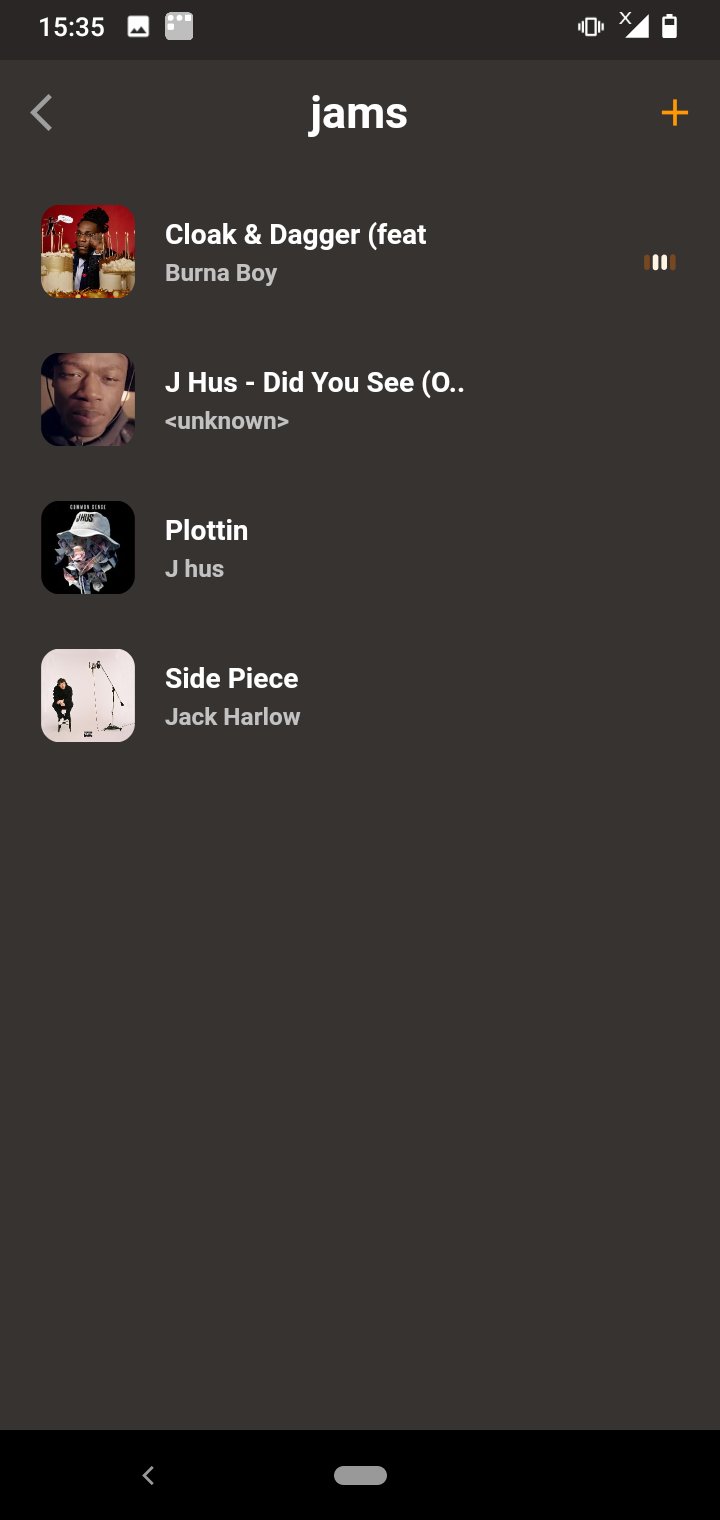 15:35
X
jams
Cloak & Dagger (feat
Burna Boy
J Hus - Did You See (O..
<unknown>
COMMON SENSE
JHUS
Plottin
J hus
Side Piece
Jack Harlow